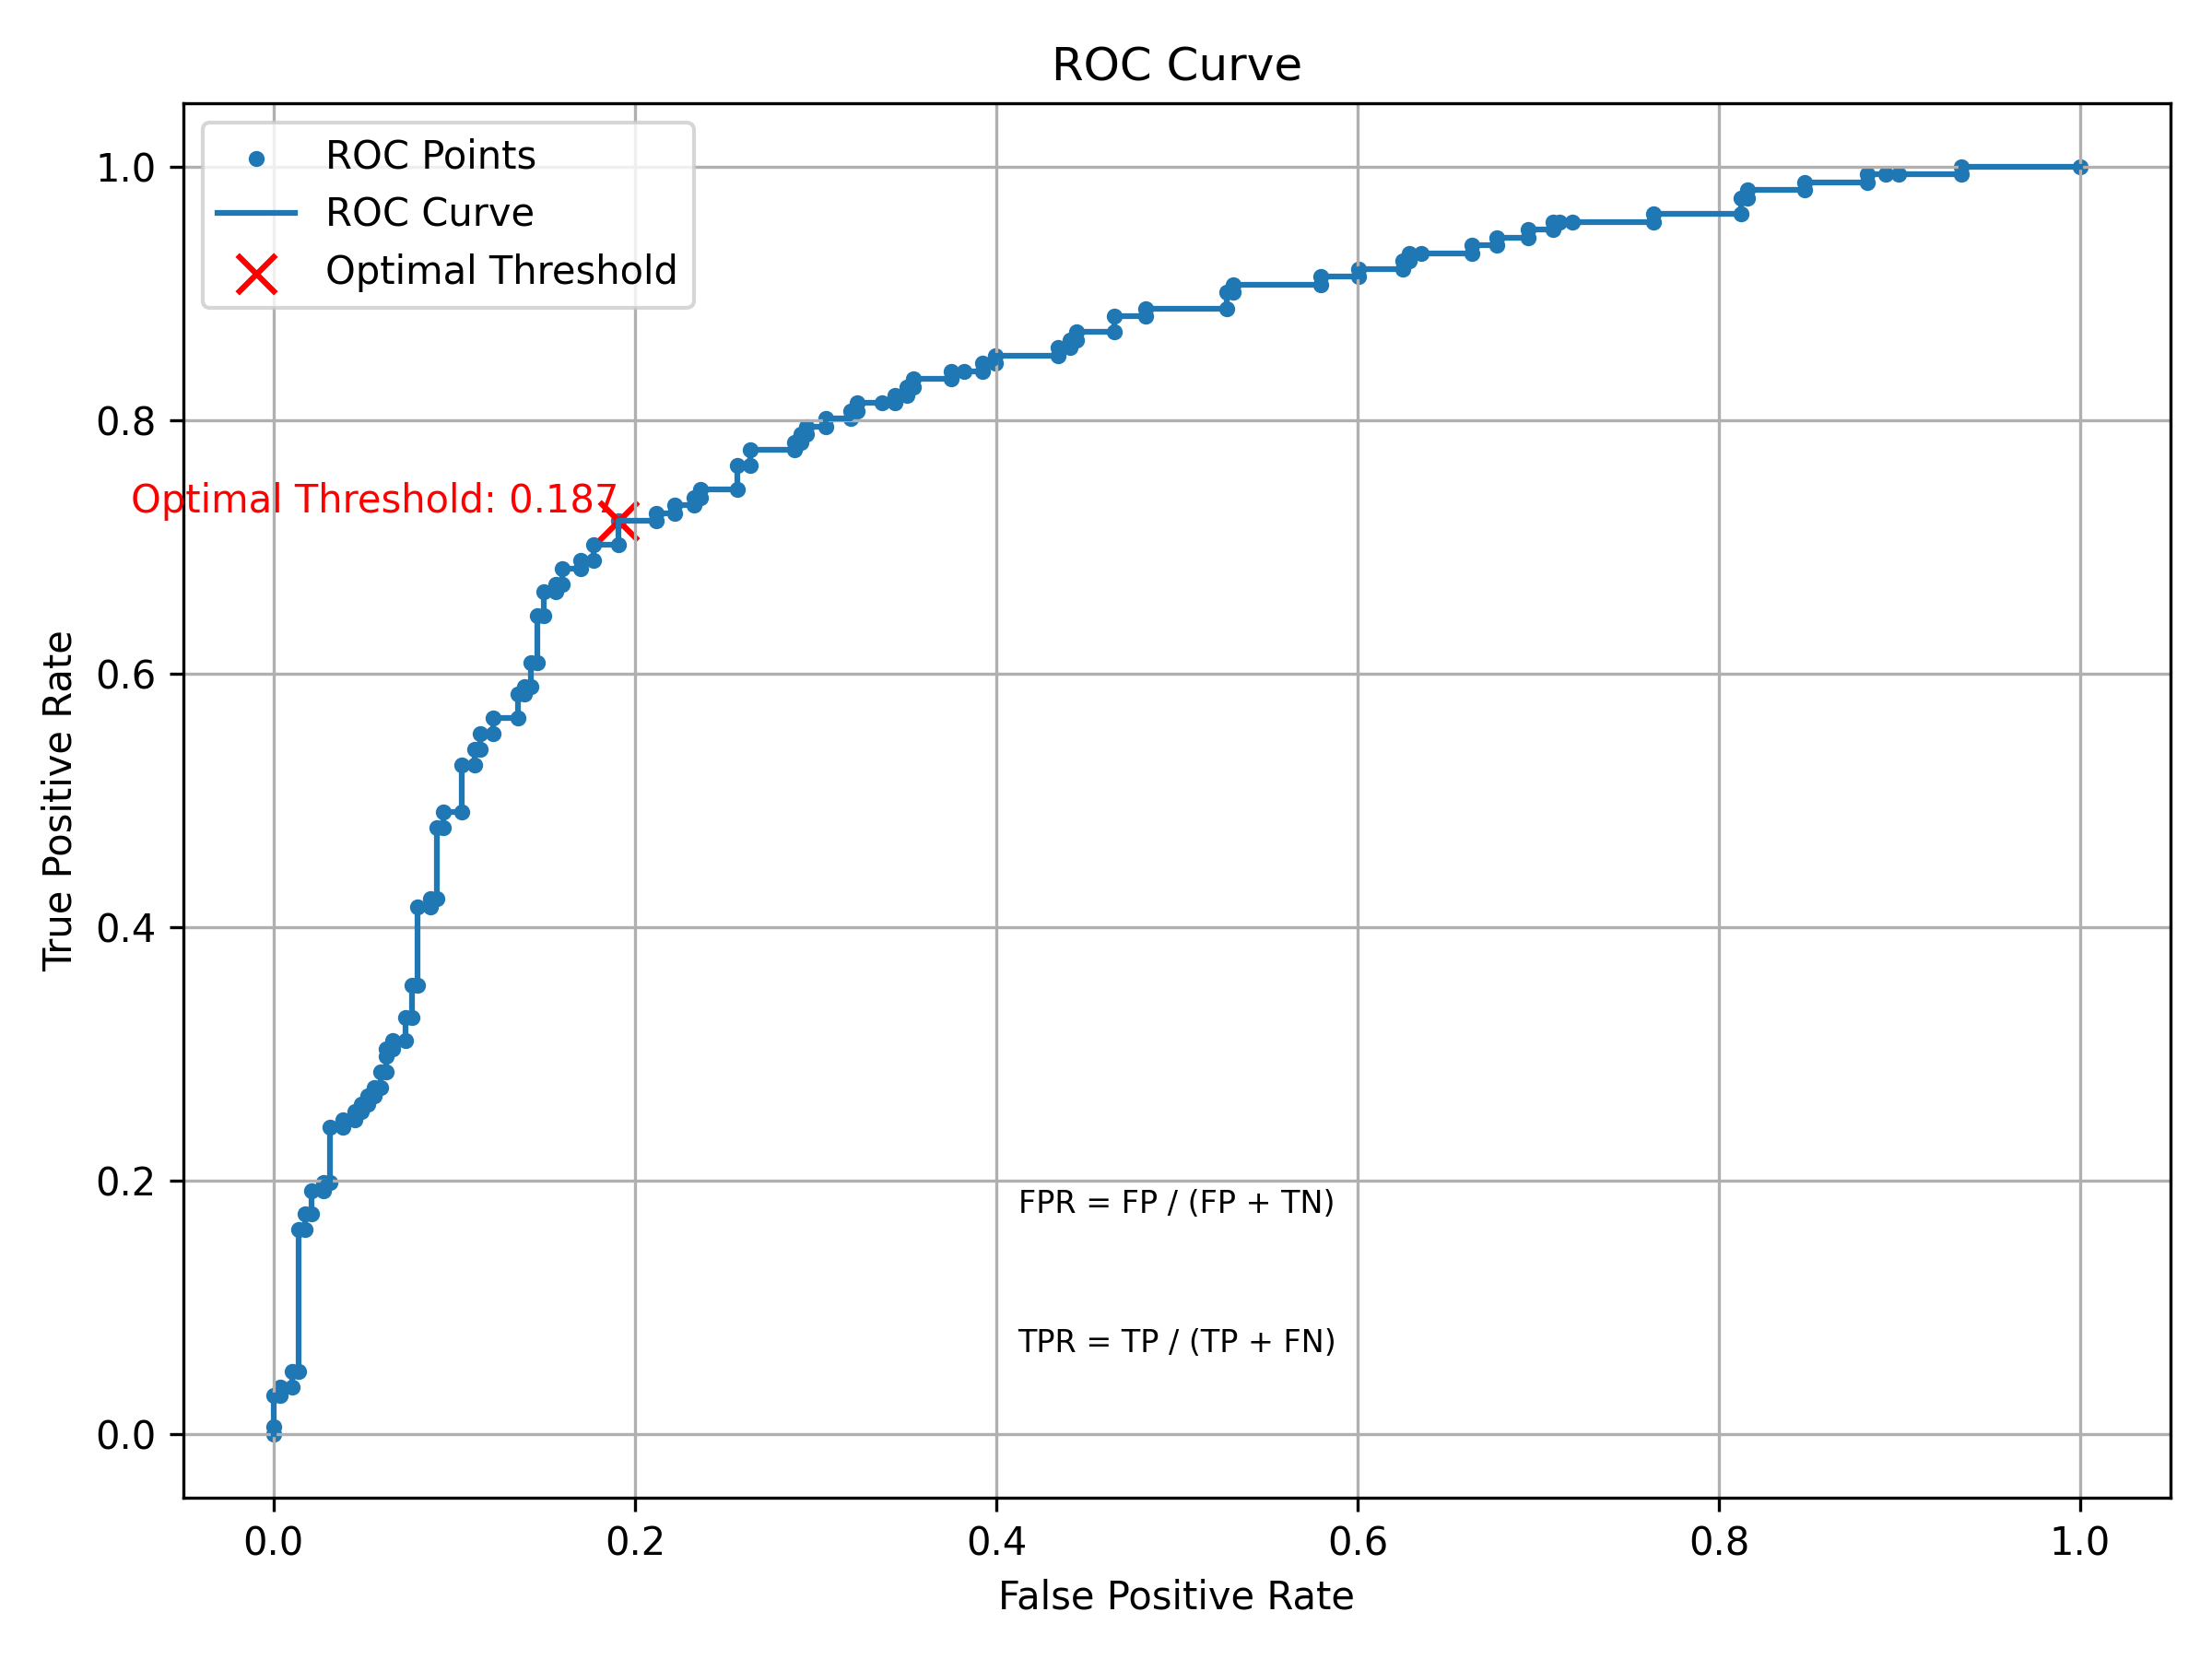 ROC Curve
ROC Points
ROC Curve
Optimal Threshold
1.0
0.8
0.6
0.4
0.2
0.0
True Positive Rate
Optimal Threshold: 0.187
FPR = FP / (FP + TN)
TPR = TP / (TP + FN)
0.0 0.2 0.4 0.6 0.8 1.0
False Positive Rate